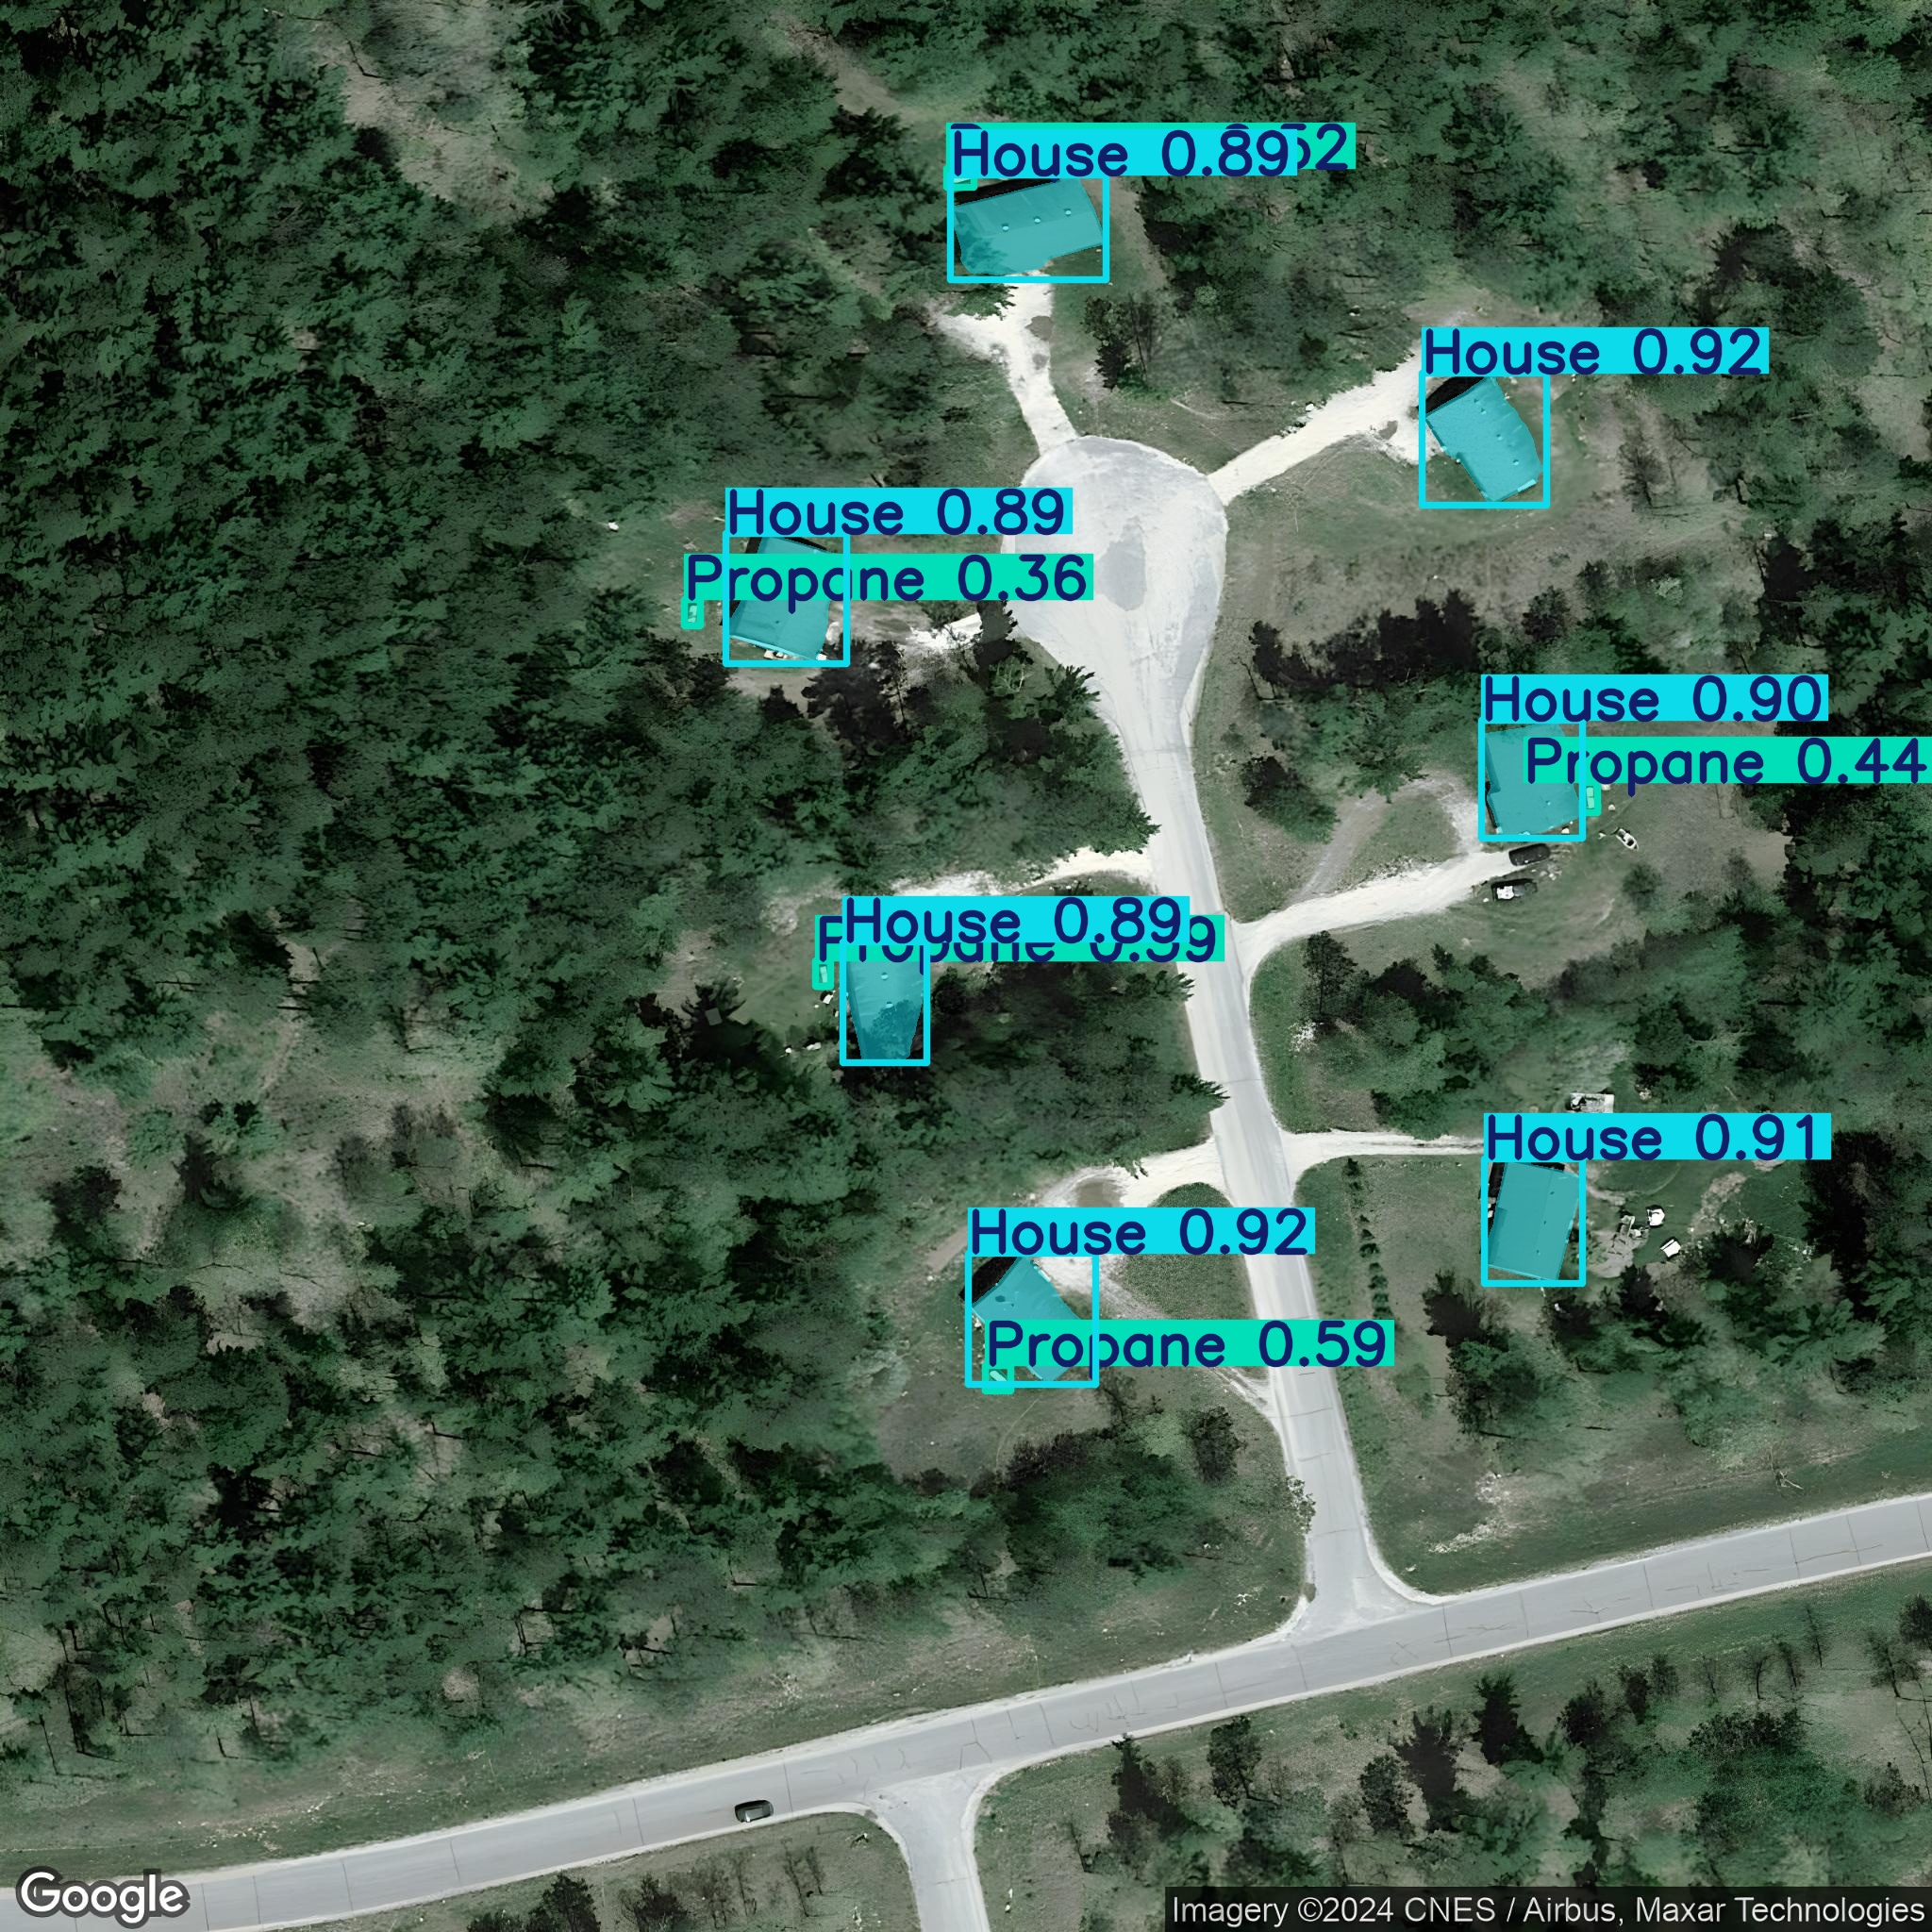 House 0.89
52
House 0.92
House 0.89
Propane 0.36
House 0.90
Propane 0.44
House 0.89
House 0.91
House 0.92
Propane 0.59
Google
Imagery ©2024 CNES / Airbus, Maxar Technologies